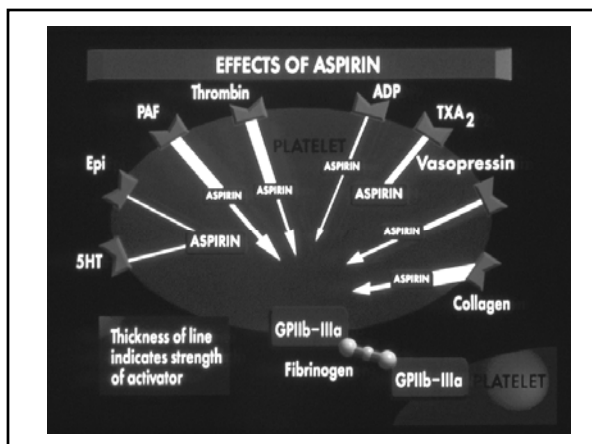 EFFECTS OF ASPIRIN
Thrombin
ADP
PAF
TXA2
PLATELET
Epi
Vasopressin
ASPIRIN
ASPIRIN
ASPIRIN
ASPIRIN
ASPIRIN
ASPIRIN
5HT
ASPIRIN
Collagen
GPIIb–IIIa
Thickness of line
indicates strength
of activator
Fibrinogen
GPIIb–IIIa
PLATELET